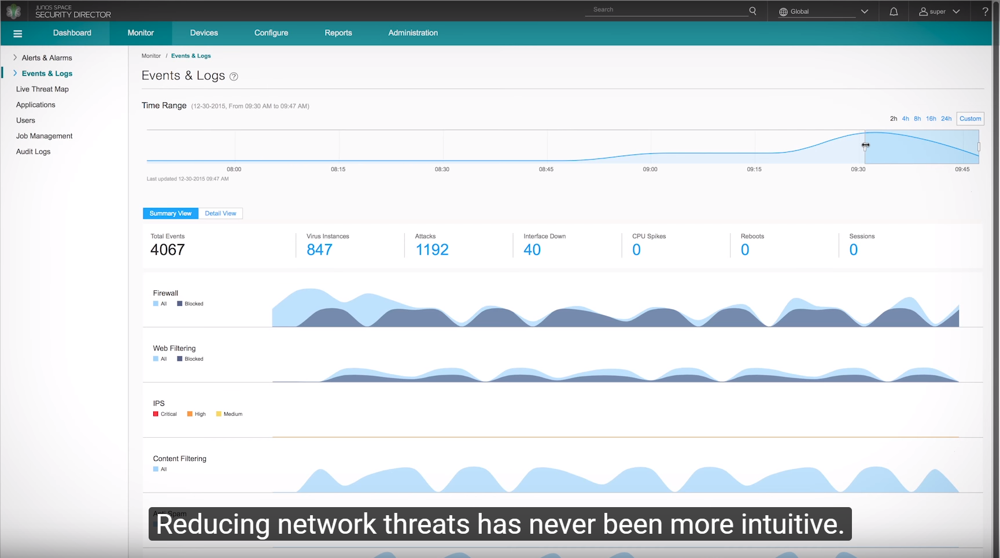 JUNOS SPACE
SECURITY DIRECTOR
Search
Global
super
?
Dashboard
Monitor
Devices
Configure
Reports
Administration
Alerts & Alarms
Events & Logs
Live Threat Map
Applications
Users
Job Management
Audit Logs
Monitor / Events & Logs
Events & Logs ?
Time Range (12-30-2015, From 09:30 AM to 09:47 AM)
2h 4h 8h 16h 24h Custom
08:00 08:15 08:30 08:45 09:00 09:15 09:30 09:45
Last updated 12-30-2015 09:47 AM
Summary View Detail View
Total Events
4067
Virus Instances
847
Attacks
1192
Interface Down
40
CPU Spikes
0
Reboots
0
Sessions
0
Firewall
All Blocked
Web Filtering
All Blocked
IPS
Critical High Medium
Content Filtering
All
Anti Spam
Reducing network threats has never been more intuitive.